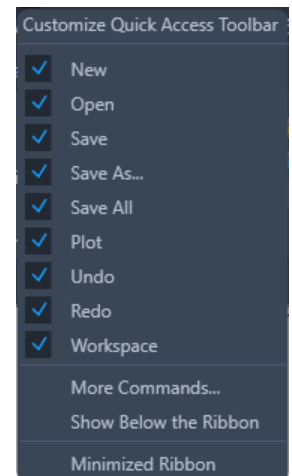 Customize Quick Access Toolbar
New
Open
Save
Save As...
Save All
Plot
Undo
Redo
Workspace
More Commands...
Show Below the Ribbon
Minimized Ribbon